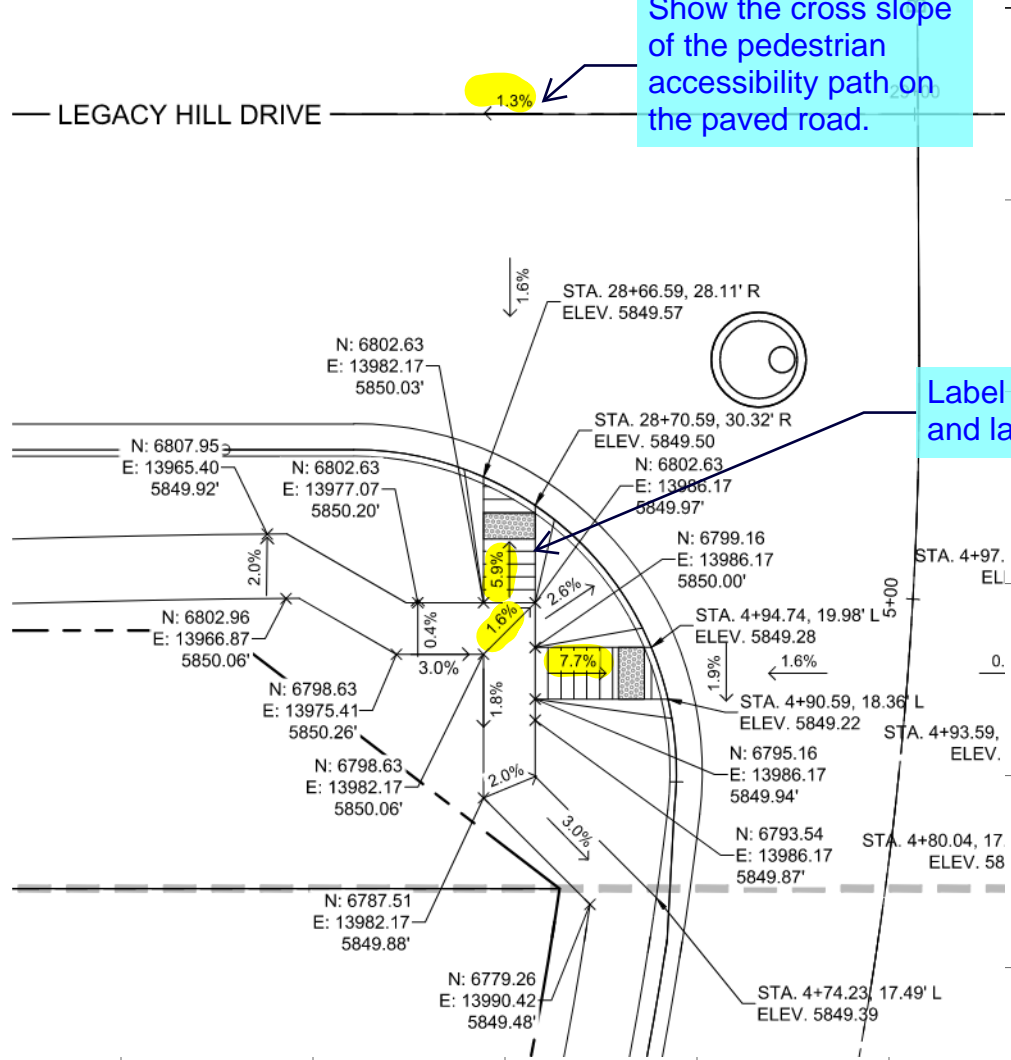 Show the cross slope
of the pedestrian
accessibility path on
the paved road.
1.3%
LEGACY HILL DRIVE
1.6%
STA. 28+66.59, 28.11' R
ELEV. 5849.57
N: 6802.63
E: 13982.17
5850.03'
Label
and la
STA. 28+70.59, 30.32' R
ELEV. 5849.50
N: 6807.95
E: 13965.40
5849.92'
N: 6802.63
E: 13977.07
5850.20'
N: 6802.63
E: 13986.17
5849.97'
N: 6799.16
E: 13986.17
5850.00'
STA. 4+97.
EL
2.0%
5.9%
2.6%
5+00
N: 6802.96
E: 13966.87
5850.06'
0.4%
1.6%
STA. 4+94.74, 19.98' L
ELEV. 5849.28
3.0%
7.7%
1.9%
1.6%
0.
N: 6798.63
E: 13975.41
5850.26'
1.8%
STA. 4+90.59, 18.36' L
ELEV. 5849.22
STA. 4+93.59,
ELEV.
N: 6798.63
E: 13982.17
5850.06'
2.0%
N: 6795.16
E: 13986.17
5849.94'
3.0%
N: 6793.54
E: 13986.17
5849.87'
STA. 4+80.04, 17.
ELEV. 58
N: 6787.51
E: 13982.17
5849.88'
N: 6779.26
E: 13990.42
5849.48'
STA. 4+74.23, 17.49' L
ELEV. 5849.39